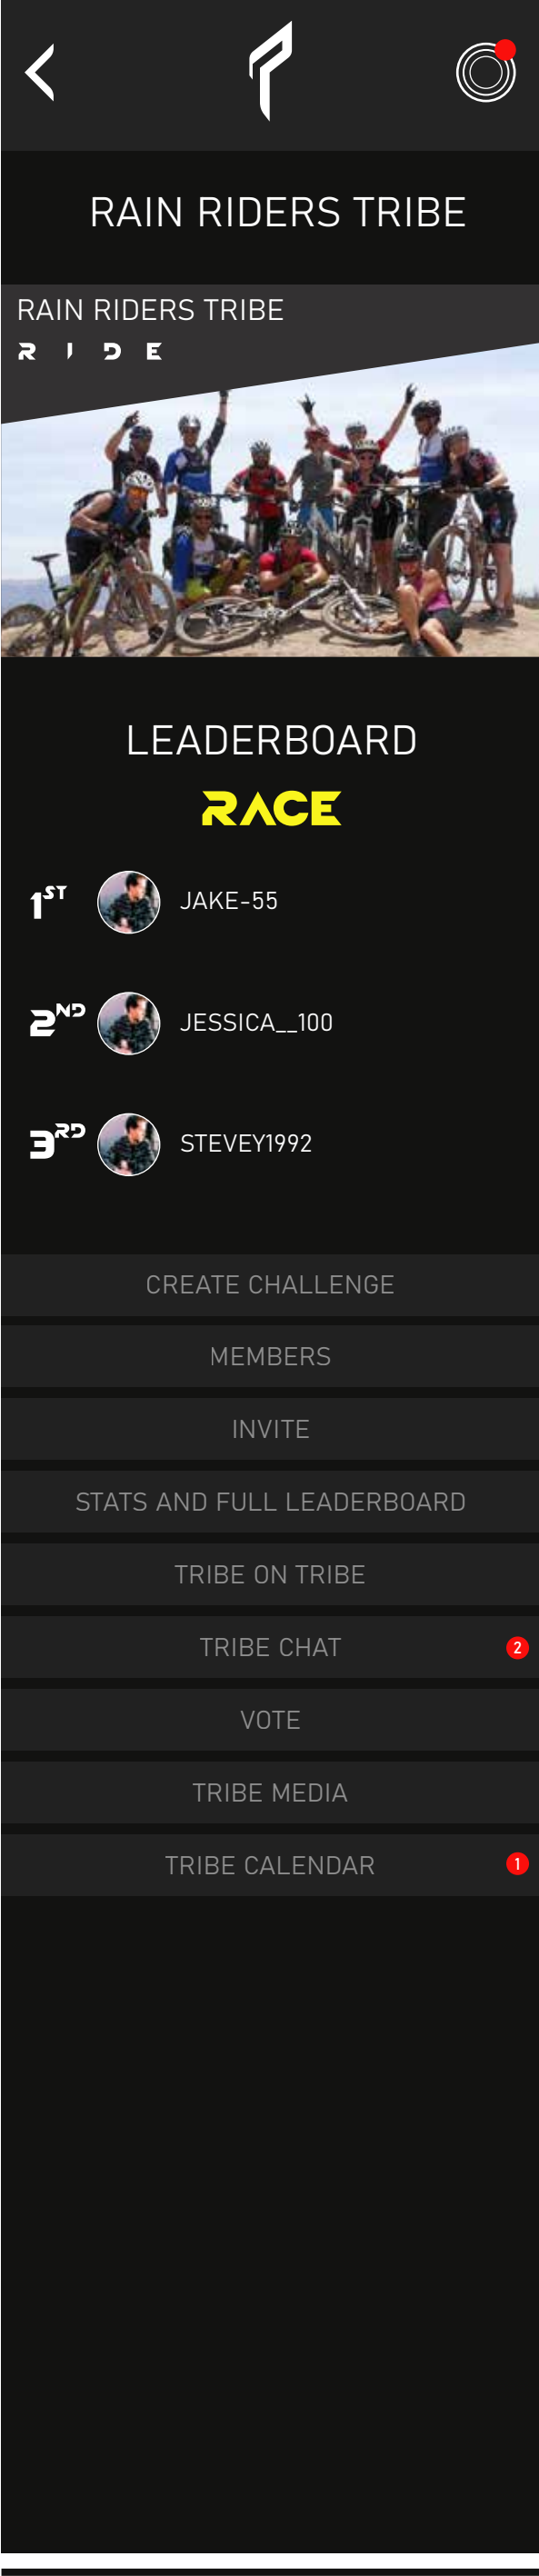 RAIN RIDERS TRIBE
RAIN RIDERS TRIBE
RIDE
LEADERBOARD
RACE
1ST JAKE-55
2ND JESSICA__100
3RD STEVEY1992
CREATE CHALLENGE
MEMBERS
INVITE
STATS AND FULL LEADERBOARD
TRIBE ON TRIBE
TRIBE CHAT 2
VOTE
TRIBE MEDIA
TRIBE CALENDAR 1